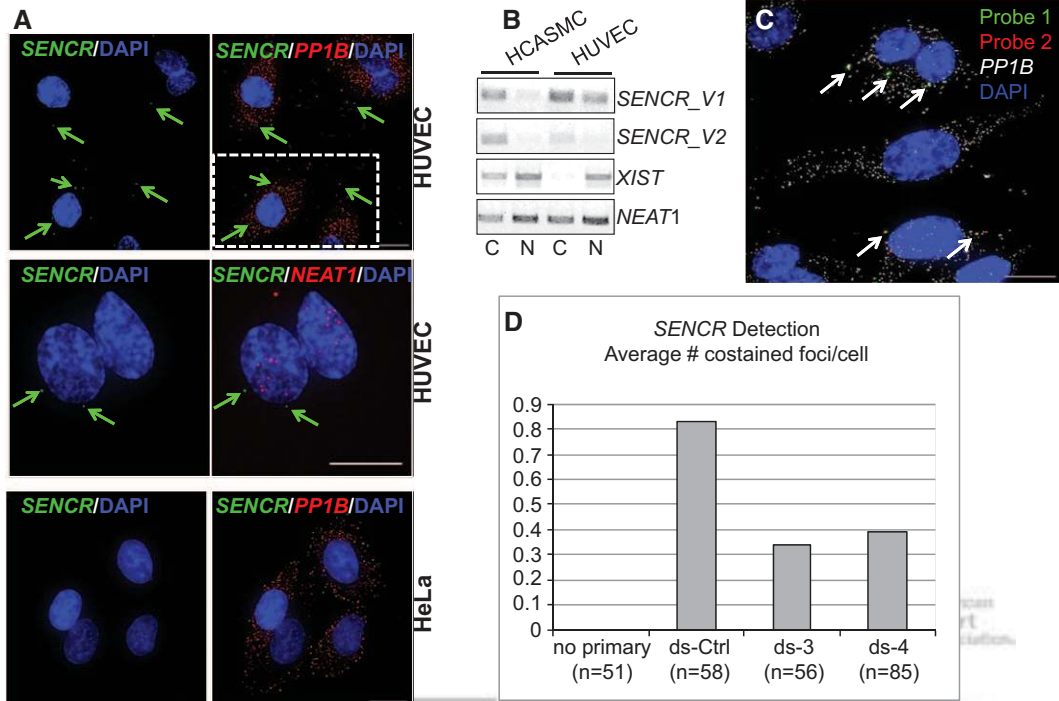 A
SENCR/DAPI
SENCR/PP1B/DAPI
HUVEC
SENCR/DAPI
SENCR/NEAT1/DAPI
HUVEC
SENCR/DAPI
SENCR/PP1B/DAPI
HeLa
B
HCASMC
HUVEC
SENCR_V1
SENCR_V2
XIST
NEAT1
C N C N
C
Probe 1
Probe 2
PP1B
DAPI
D
SENCR Detection
Average # costained foci/cell
0.9
0.8
0.7
0.6
0.5
0.4
0.3
0.2
0.1
0
no primary ds-Ctrl ds-3 ds-4
(n=51) (n=58) (n=56) (n=85)